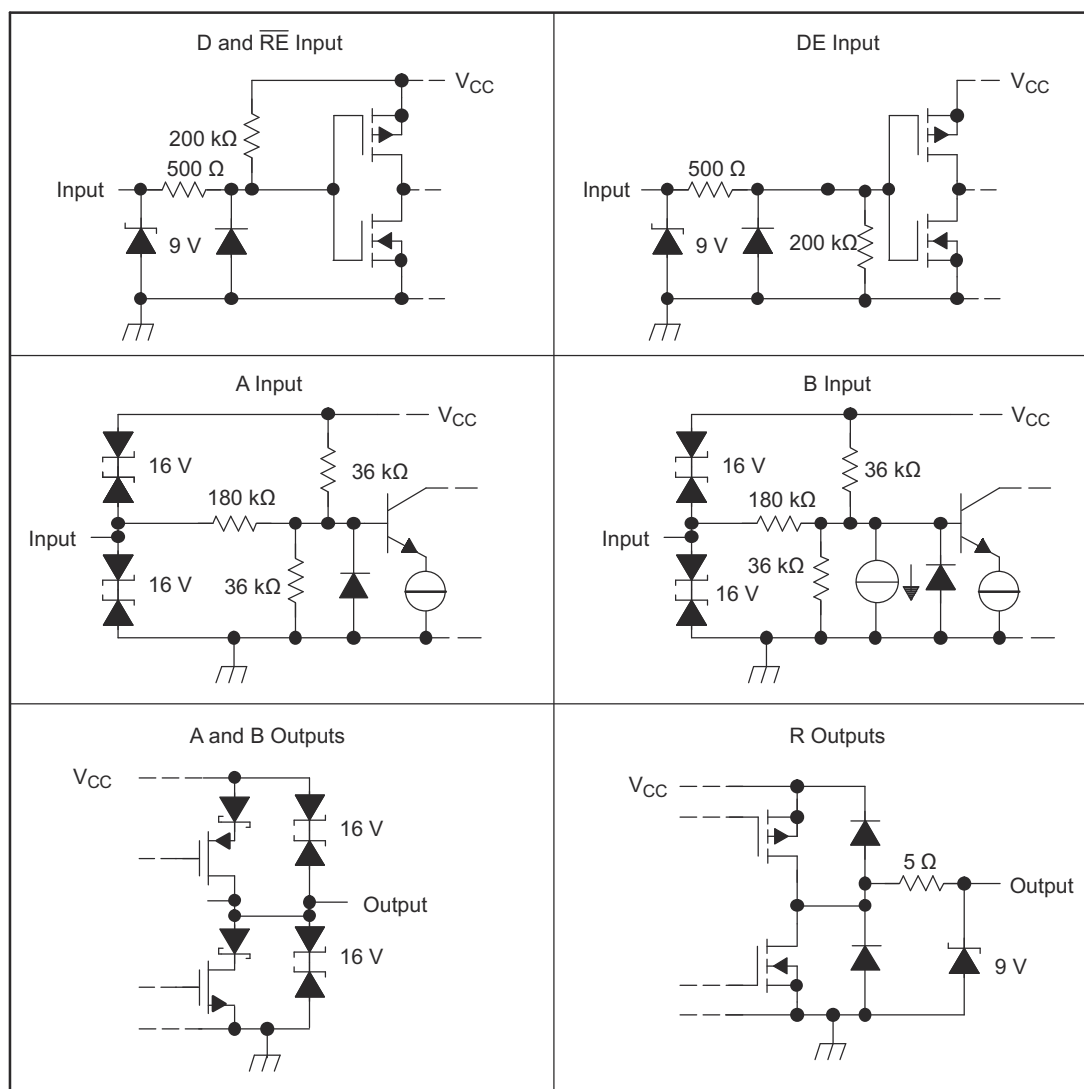 D and R̅E̅ Input
V_CC
200 kΩ
500 Ω
Input
9 V
DE Input
V_CC
500 Ω
Input
9 V
200 kΩ
A Input
V_CC
16 V
36 kΩ
180 kΩ
Input
16 V
36 kΩ
B Input
V_CC
16 V
36 kΩ
180 kΩ
Input
36 kΩ
16 V
A and B Outputs
V_CC
16 V
Output
16 V
R Outputs
V_CC
5 Ω
Output
9 V